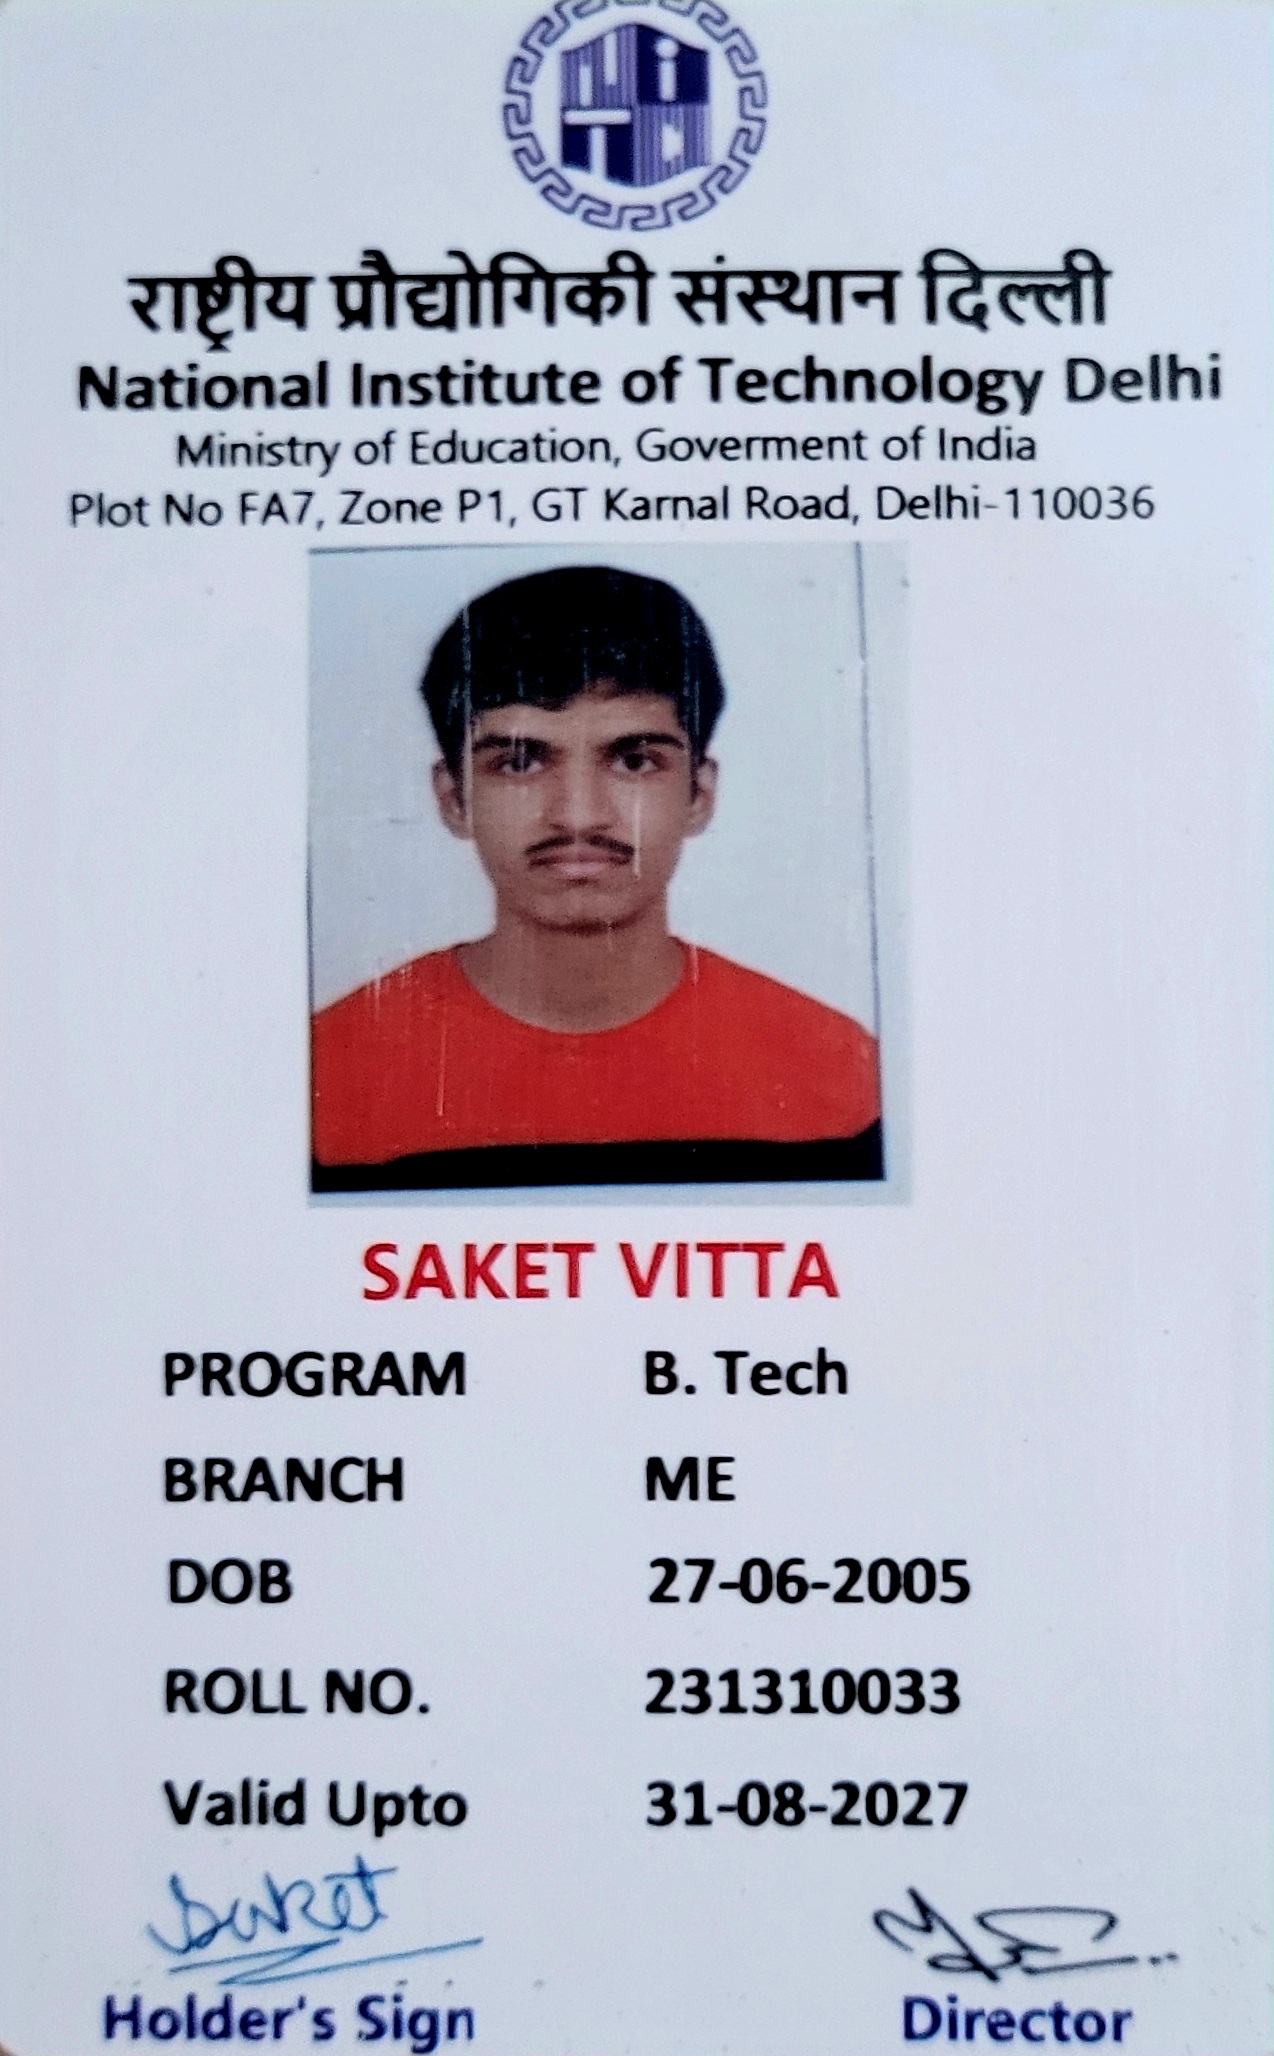 राष्ट्रीय प्रौद्योगिकी संस्थान दिल्ली
National Institute of Technology Delhi
Ministry of Education, Goverment of India
Plot No FA7, Zone P1, GT Karnal Road, Delhi-110036
SAKET VITTA
PROGRAM B. Tech
BRANCH ME
DOB 27-06-2005
ROLL NO. 231310033
Valid Upto 31-08-2027
Saket
Holder's Sign Director